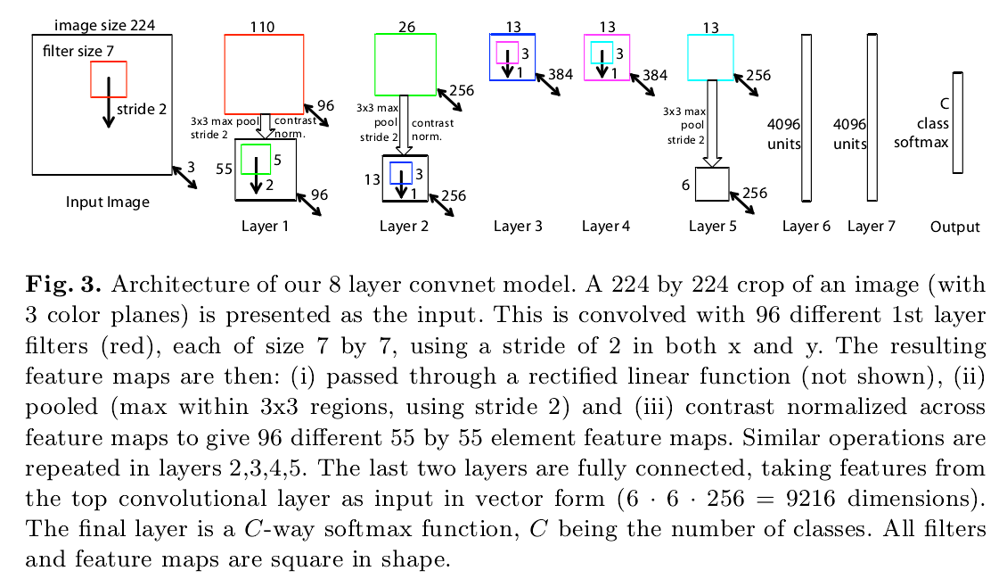 image size 224
filter size 7
stride 2
3
Input Image
110
96
3x3 max pool
stride 2
contrast
norm.
55
5
2
96
Layer 1
26
256
3x3 max
pool
stride 2
contrast
norm.
13
3
1
256
Layer 2
13
3
1
384
Layer 3
13
3
1
384
Layer 4
13
256
3x3 max
pool
stride 2
6
256
Layer 5
4096
units
Layer 6
4096
units
Layer 7
C
class
softmax
Output
Fig. 3. Architecture of our 8 layer convnet model. A 224 by 224 crop of an image (with
3 color planes) is presented as the input. This is convolved with 96 different 1st layer
filters (red), each of size 7 by 7, using a stride of 2 in both x and y. The resulting
feature maps are then: (i) passed through a rectified linear function (not shown), (ii)
pooled (max within 3x3 regions, using stride 2) and (iii) contrast normalized across
feature maps to give 96 different 55 by 55 element feature maps. Similar operations are
repeated in layers 2,3,4,5. The last two layers are fully connected, taking features from
the top convolutional layer as input in vector form (6 · 6 · 256 = 9216 dimensions).
The final layer is a C-way softmax function, C being the number of classes. All filters
and feature maps are square in shape.